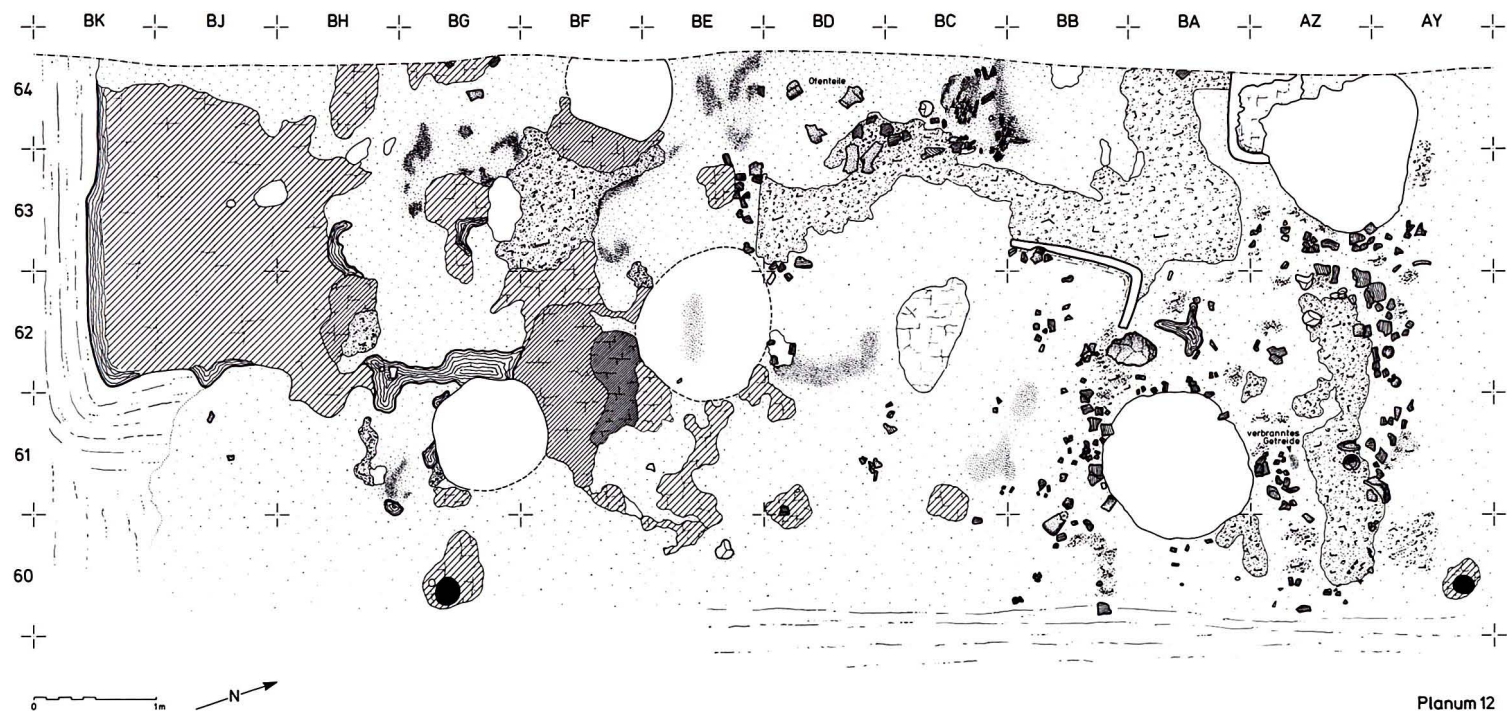 BK BJ BH BG BF BE BD BC BB BA AZ AY
64
Ofenteile
63
62
61
verbranntes
Getreide
60
0 1m
N
Planum 12